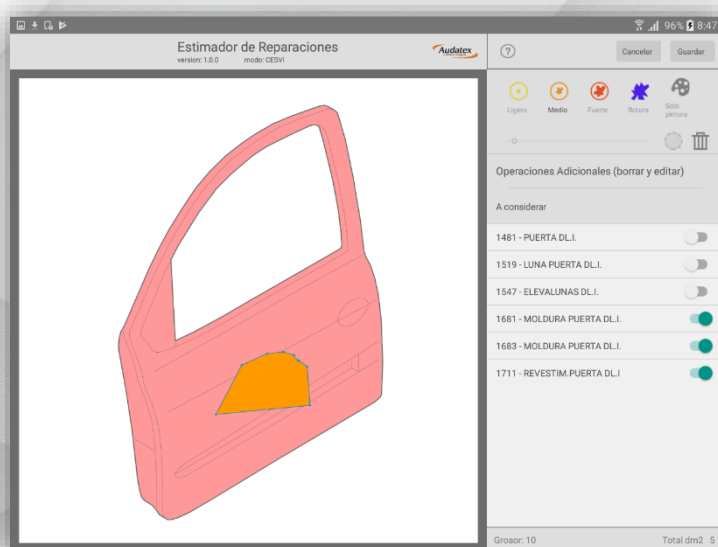 96% 8:47
Estimador de Reparaciones
version: 1.0.0 modo: CESVI
Audatex
?
Cancelar
Guardar
Ligero
Medio
Fuerte
Rotura
Solo
pintura
Operaciones Adicionales (borrar y editar)
A considerar
1481 - PUERTA DL.I.
1519 - LUNA PUERTA DL.I.
1547 - ELEVALUNAS DL.I.
1681 - MOLDURA PUERTA DL.I.
1683 - MOLDURA PUERTA DL.I.
1711 - REVESTIM.PUERTA DL.I
Grosor: 10
Total dm2 5